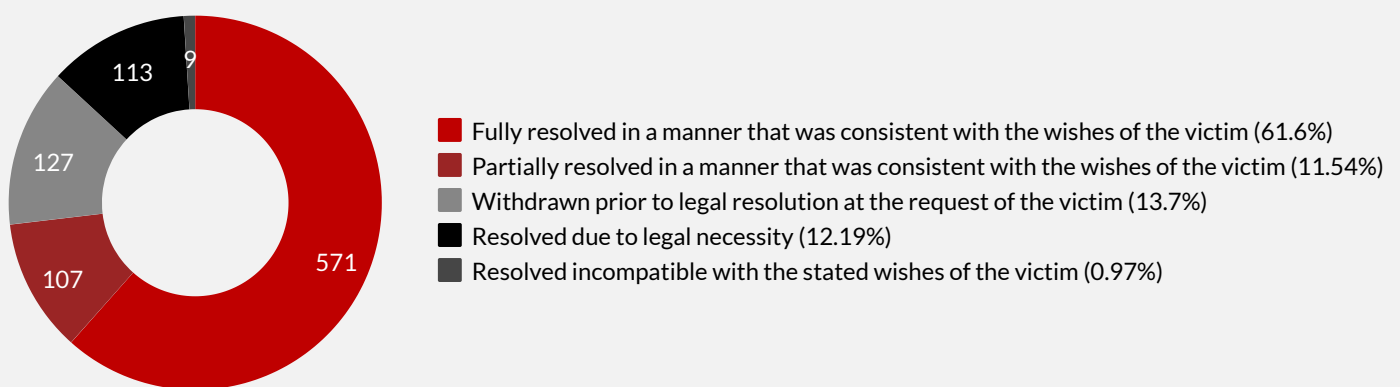 9
113
127
107
571
Fully resolved in a manner that was consistent with the wishes of the victim (61.6%)
Partially resolved in a manner that was consistent with the wishes of the victim (11.54%)
Withdrawn prior to legal resolution at the request of the victim (13.7%)
Resolved due to legal necessity (12.19%)
Resolved incompatible with the stated wishes of the victim (0.97%)